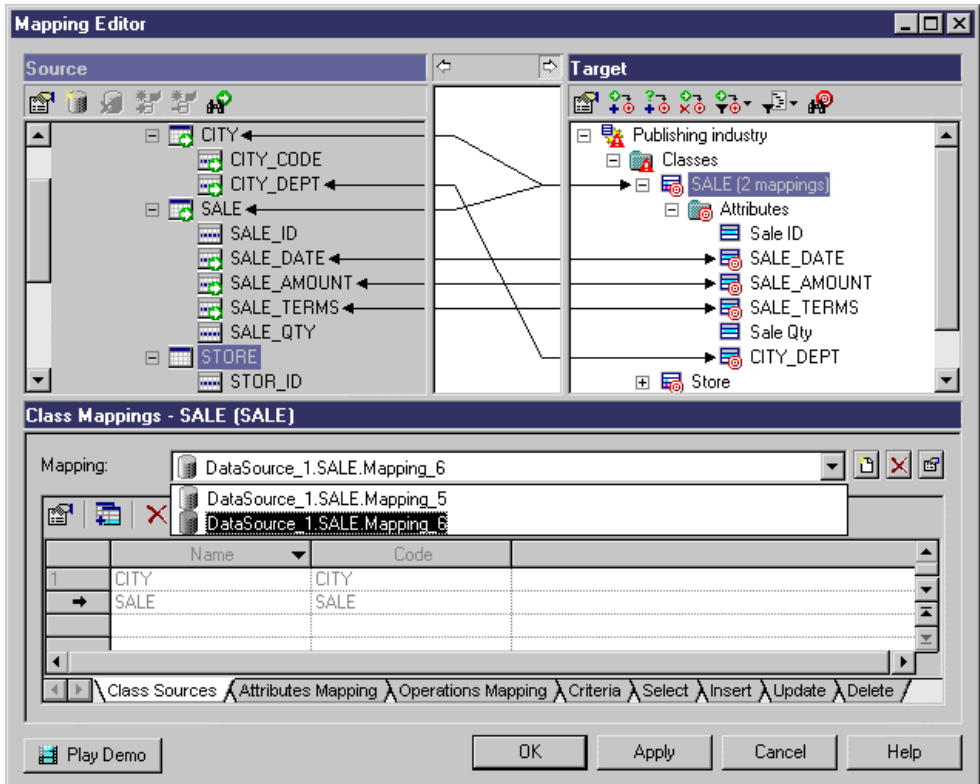 Mapping Editor
Source
Target
CITY
CITY_CODE
CITY_DEPT
SALE
SALE_ID
SALE_DATE
SALE_AMOUNT
SALE_TERMS
SALE_QTY
STORE
STOR_ID
Publishing industry
Classes
SALE (2 mappings)
Attributes
Sale ID
SALE_DATE
SALE_AMOUNT
SALE_TERMS
Sale Qty
CITY_DEPT
Store
Class Mappings - SALE (SALE)
Mapping: DataSource_1.SALE.Mapping_6
DataSource_1.SALE.Mapping_5
DataSource_1.SALE.Mapping_6
Name Code
1 CITY CITY
SALE SALE
Class Sources Attributes Mapping Operations Mapping Criteria Select Insert Update Delete
Play Demo OK Apply Cancel Help